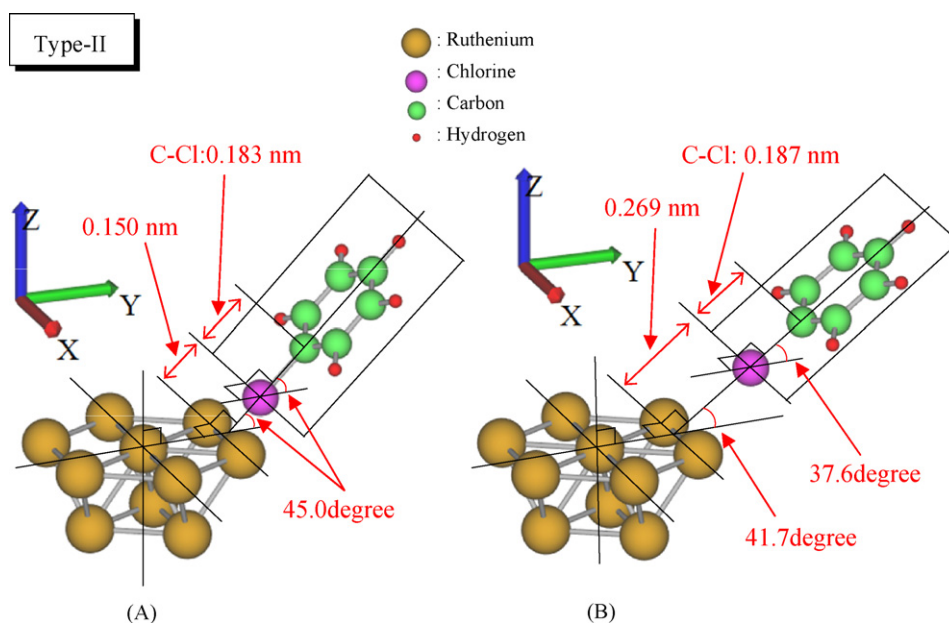 Type-II
: Ruthenium
: Chlorine
: Carbon
: Hydrogen
C-Cl:0.183 nm
0.150 nm
Z
Y
X
45.0degree
(A)
C-Cl: 0.187 nm
0.269 nm
Z
Y
X
37.6degree
41.7degree
(B)